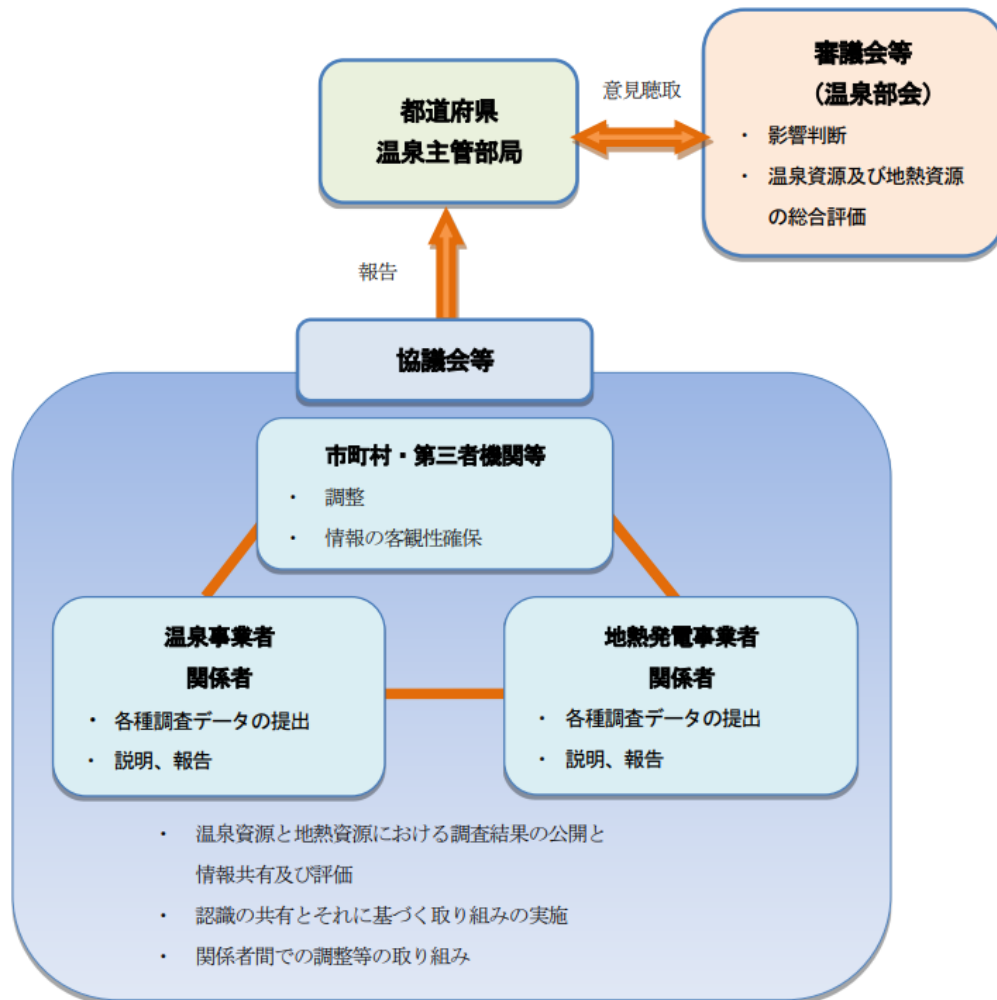 審議会等
（温泉部会）
・ 影響判断
・ 温泉資源及び地熱資源
の総合評価
意見聴取
都道府県
温泉主管部局
報告
協議会等
市町村・第三者機関等
・ 調整
・ 情報の客観性確保
温泉事業者
関係者
・ 各種調査データの提出
・ 説明、報告
地熱発電事業者
関係者
・ 各種調査データの提出
・ 説明、報告
・ 温泉資源と地熱資源における調査結果の公開と
情報共有及び評価
・ 認識の共有とそれに基づく取り組みの実施
・ 関係者間での調整等の取り組み